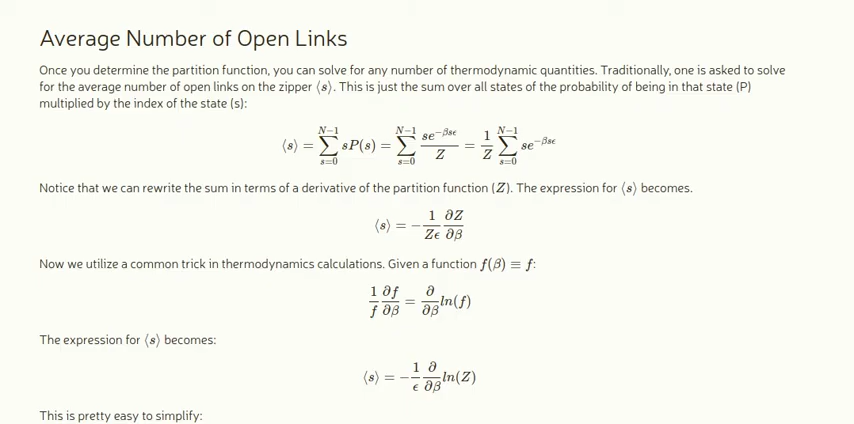 Average Number of Open Links
Once you determine the partition function, you can solve for any number of thermodynamic quantities. Traditionally, one is asked to solve
for the average number of open links on the zipper ⟨s⟩. This is just the sum over all states of the probability of being in that state (P)
multiplied by the index of the state (s):
⟨s⟩ = ∑_{s=0}^{N−1} sP(s) = ∑_{s=0}^{N−1} se^{−βsϵ}/Z = 1/Z ∑_{s=0}^{N−1} se^{−βsϵ}
Notice that we can rewrite the sum in terms of a derivative of the partition function (Z). The expression for ⟨s⟩ becomes.
⟨s⟩ = −1/(Zϵ) ∂Z/∂β
Now we utilize a common trick in thermodynamics calculations. Given a function f(β) ≡ f:
1/f ∂f/∂β = ∂/∂β ln(f)
The expression for ⟨s⟩ becomes:
⟨s⟩ = −1/ϵ ∂/∂β ln(Z)
This is pretty easy to simplify: